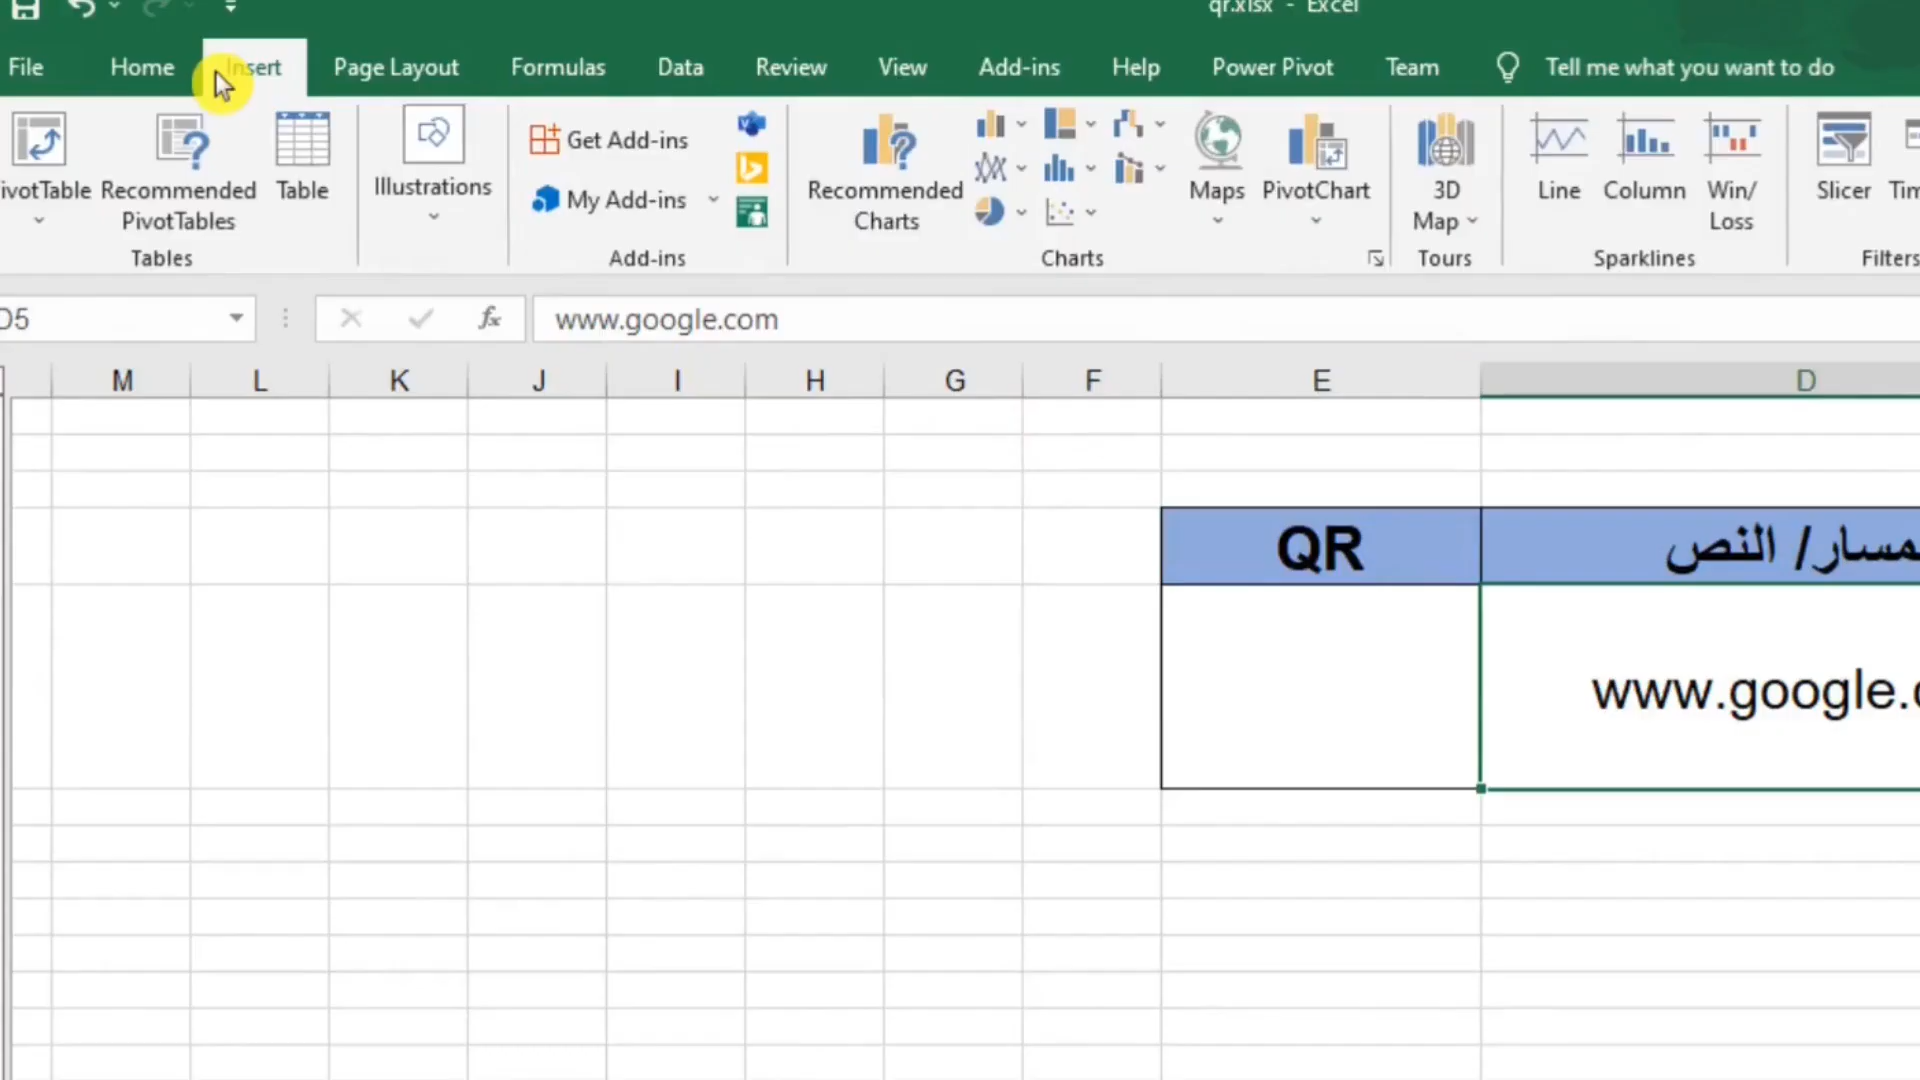 qr.xlsx - Excel
File Home Insert Page Layout Formulas Data Review View Add-ins Help Power Pivot Team Tell me what you want to do
Recommended PivotTables
Table
Tables
Illustrations
Get Add-ins
My Add-ins
Add-ins
Recommended Charts
Maps
PivotChart
Charts
3D Map
Tours
Line
Column
Win/ Loss
Sparklines
Slicer
Filters
fx www.google.com
M L K J I H G F E D
QR
النص /
www.google.